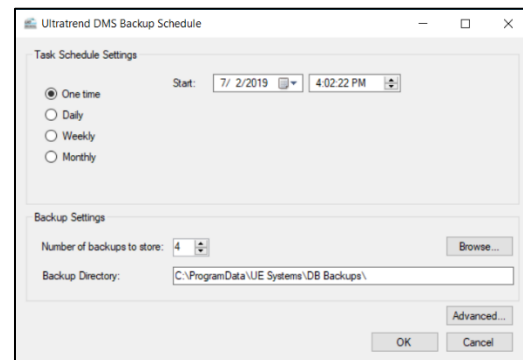 Ultratrend DMS Backup Schedule
Task Schedule Settings
Start: 7/ 2/2019 4:02:22 PM
One time
Daily
Weekly
Monthly
Backup Settings
Number of backups to store: 4 Browse...
Backup Directory: C:\ProgramData\UE Systems\DB Backups\
Advanced...
OK Cancel